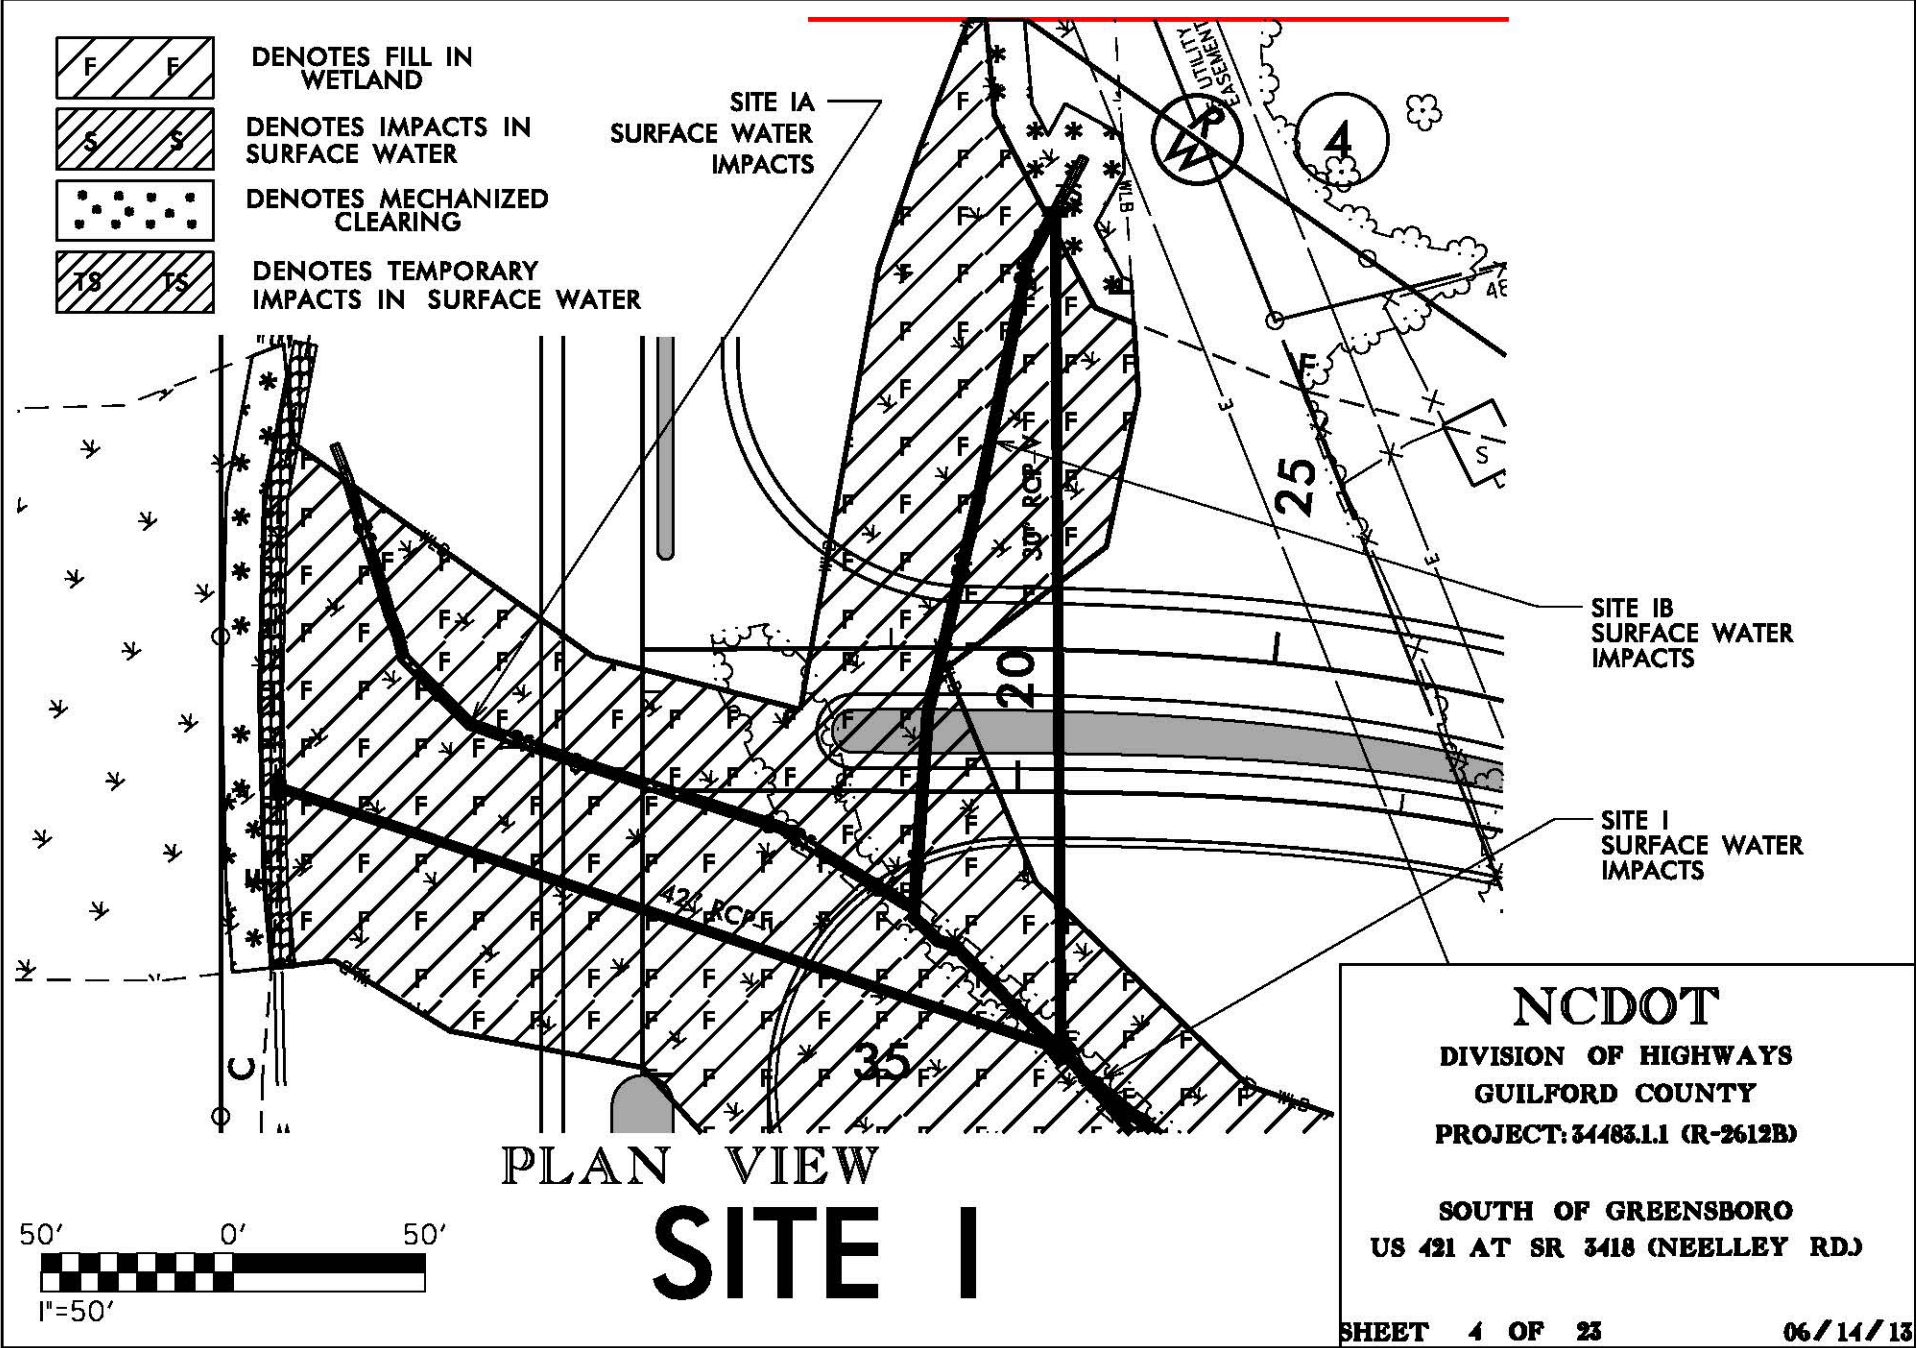 F F
DENOTES FILL IN
WETLAND
S S
DENOTES IMPACTS IN
SURFACE WATER
DENOTES MECHANIZED
CLEARING
TS TS
DENOTES TEMPORARY
IMPACTS IN SURFACE WATER
SITE IA
SURFACE WATER
IMPACTS
UTILITY
EASEMENT
R
W
4
WLB
25
30" RCP-V
20
E
E
S
SITE IB
SURFACE WATER
IMPACTS
SITE I
SURFACE WATER
IMPACTS
42" RCP
35
C
F
F
WLB
PLAN VIEW
SITE I
50' 0' 50'
I"=50'
NCDOT
DIVISION OF HIGHWAYS
GUILFORD COUNTY
PROJECT: 34483.1.1 (R-2612B)
SOUTH OF GREENSBORO
US 421 AT SR 3418 (NEELLEY RD.)
SHEET 4 OF 23 06/14/13